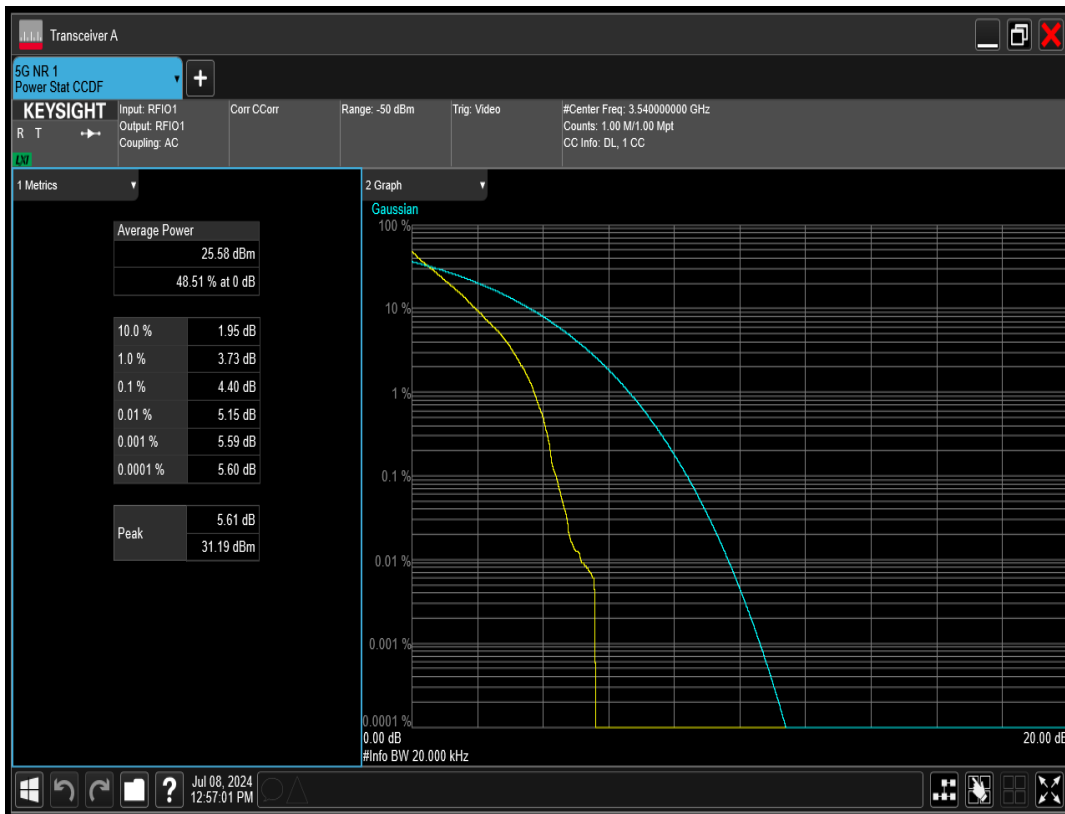 Transceiver A
5G NR 1
Power Stat CCDF
+
KEYSIGHT
R T
LXI
Input: RFIO1
Output: RFIO1
Coupling: AC
Corr CCorr
Range: -50 dBm
Trig: Video
#Center Freq: 3.540000000 GHz
Counts: 1.00 M/1.00 Mpt
CC Info: DL, 1 CC
1 Metrics
Average Power
25.58 dBm
48.51 % at 0 dB
10.0 % 1.95 dB
1.0 % 3.73 dB
0.1 % 4.40 dB
0.01 % 5.15 dB
0.001 % 5.59 dB
0.0001 % 5.60 dB
Peak 5.61 dB
31.19 dBm
2 Graph
Gaussian
100 %
10 %
1 %
0.1 %
0.01 %
0.001 %
0.0001 %
0.00 dB 20.00 dB
#Info BW 20.000 kHz
?
Jul 08, 2024
12:57:01 PM